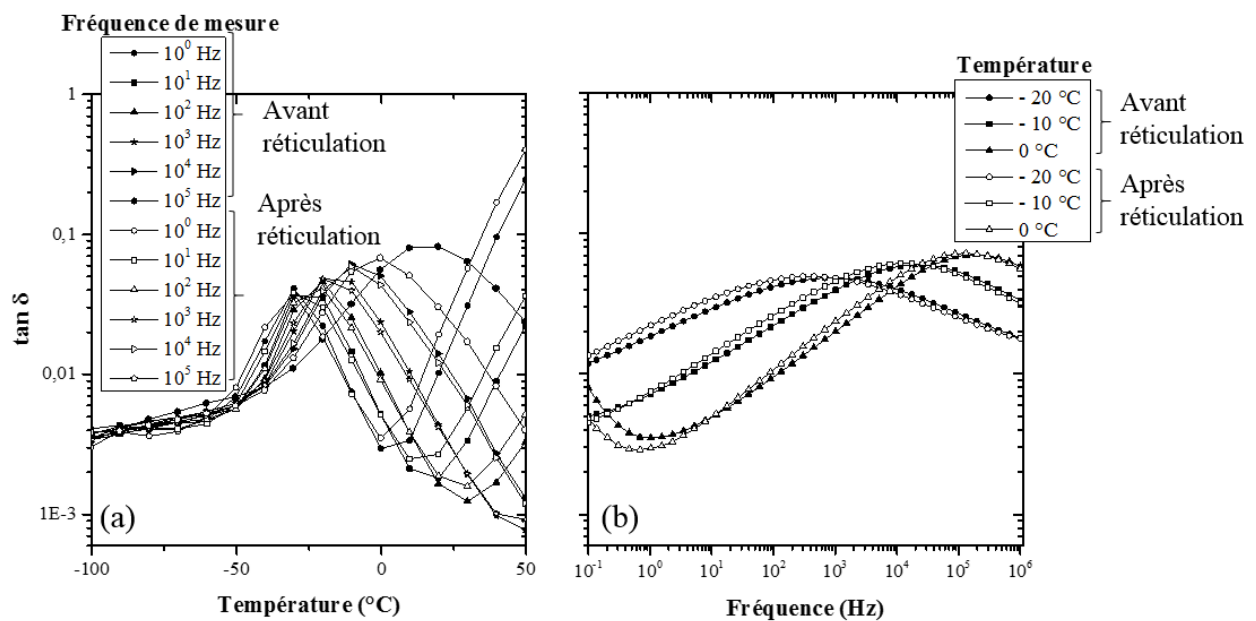 Fréquence de mesure
10⁰ Hz
10¹ Hz
10² Hz
10³ Hz
10⁴ Hz
10⁵ Hz
10⁰ Hz
10¹ Hz
10² Hz
10³ Hz
10⁴ Hz
10⁵ Hz
Avant
réticulation
Après
réticulation
tan δ
1
0,1
0,01
1E-3
(a)
-100
-50
0
50
Température (°C)
Température
- 20 °C
- 10 °C
0 °C
- 20 °C
- 10 °C
0 °C
Avant
réticulation
Après
réticulation
(b)
10⁻¹
10⁰
10¹
10²
10³
10⁴
10⁵
10⁶
Fréquence (Hz)